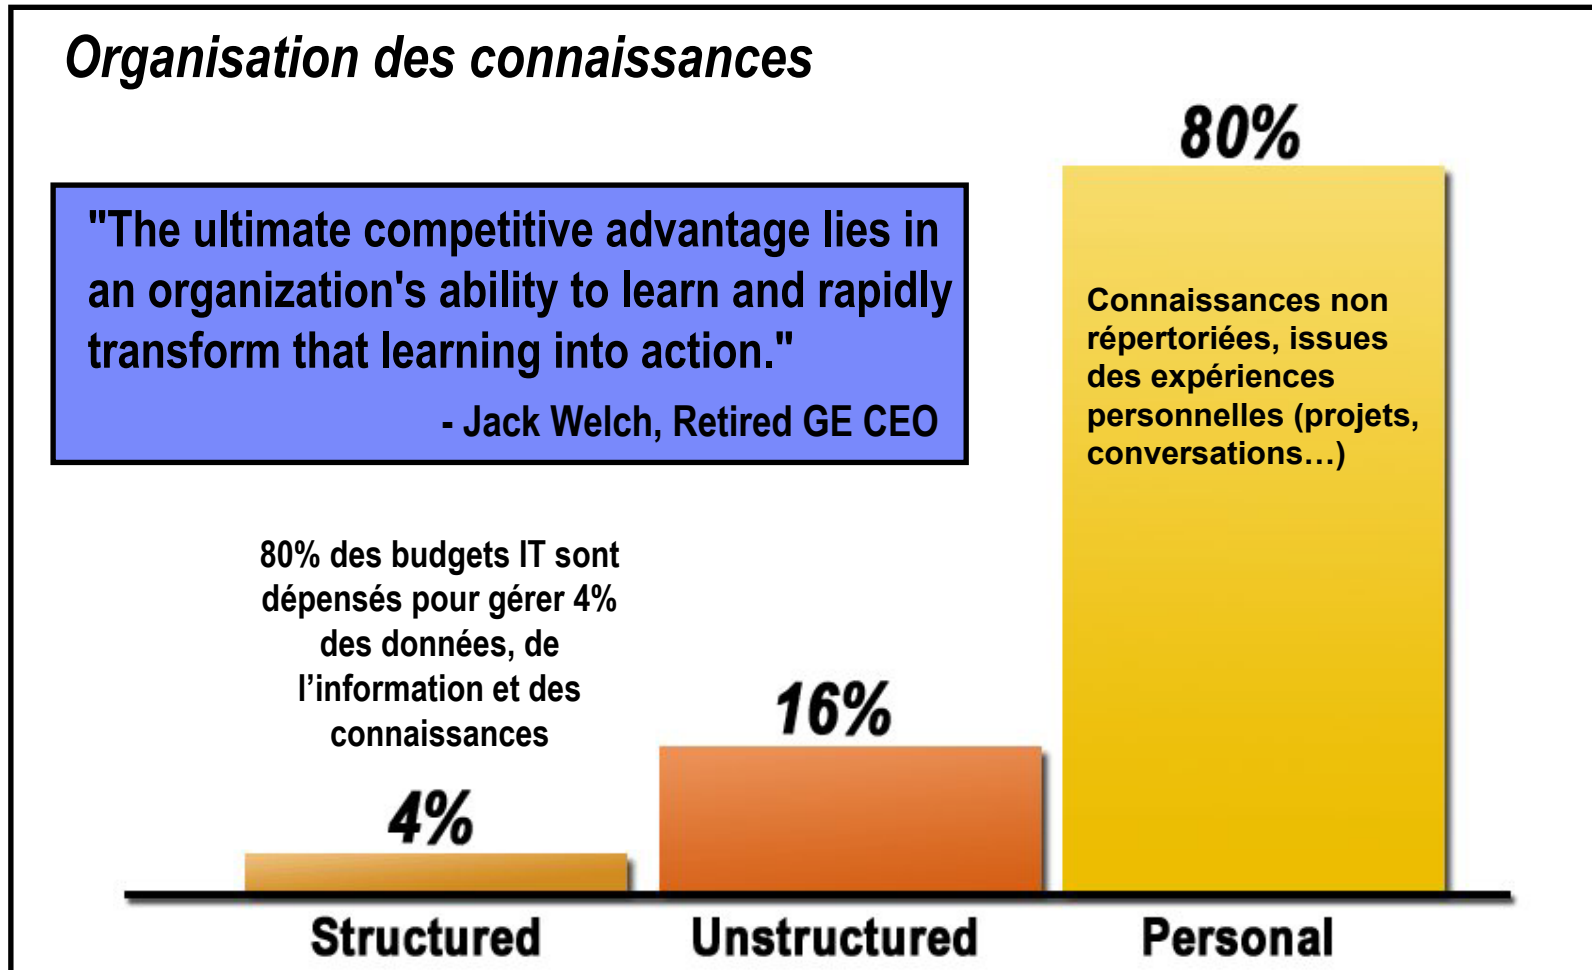 Organisation des connaissances
80%
"The ultimate competitive advantage lies in
an organization's ability to learn and rapidly
transform that learning into action."
- Jack Welch, Retired GE CEO
Connaissances non
répertoriées, issues
des expériences
personnelles (projets,
conversations…)
80% des budgets IT sont
dépensés pour gérer 4%
des données, de
l’information et des
connaissances
16%
4%
Structured
Unstructured
Personal